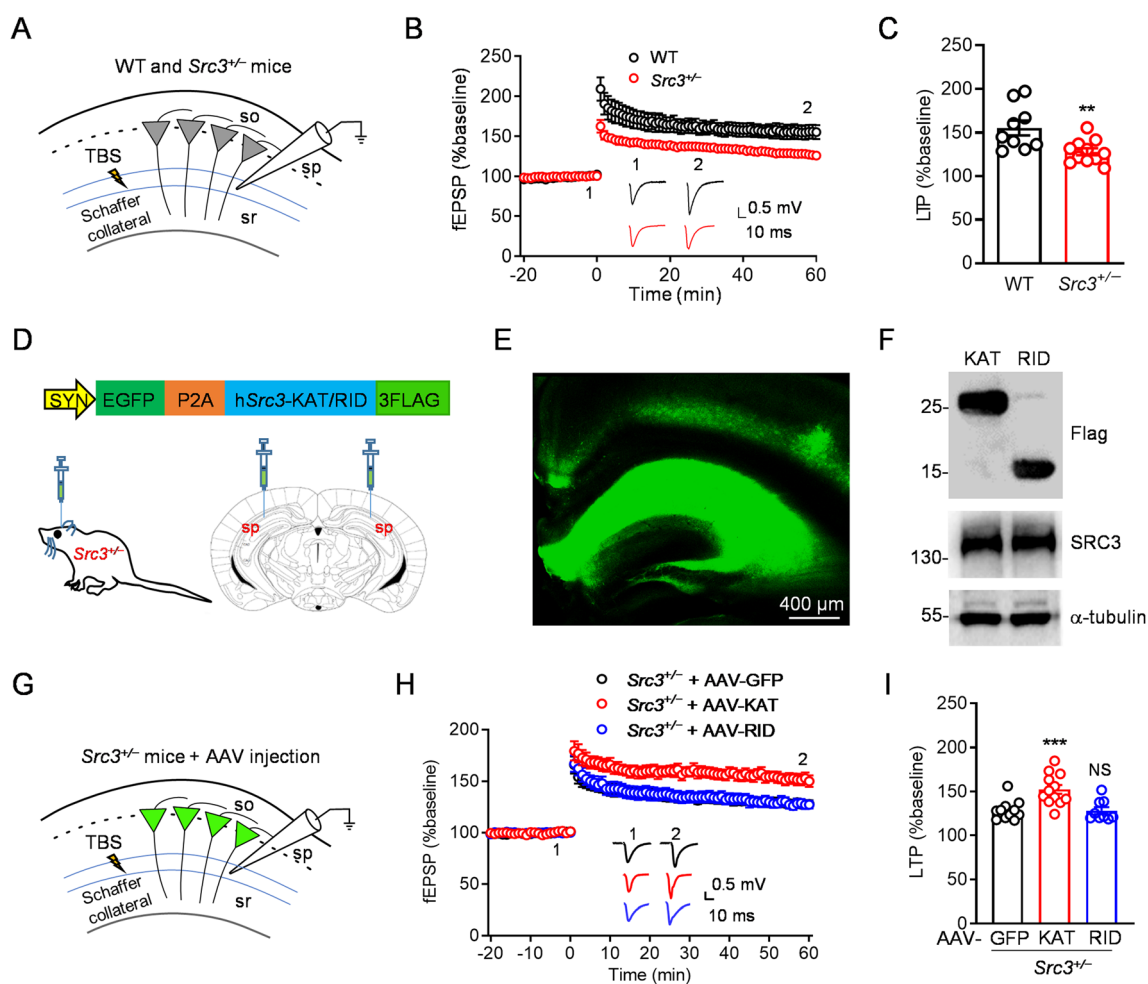 A
WT and Src3+/– mice
so
TBS
sp
Schaffer
collateral
sr
B
WT
Src3+/–
fEPSP (%baseline)
250
200
150
100
50
0
2
1
1 2
0.5 mV
10 ms
-20 0 20 40 60
Time (min)
C
LTP (%baseline)
250
200
150
100
50
0
**
WT Src3+/–
D
SYN EGFP P2A hSrc3-KAT/RID 3FLAG
sp sp
Src3+/–
E
400 µm
F
KAT RID
25-
Flag
15-
SRC3
130-
55-
α-tubulin
G
Src3+/– mice + AAV injection
so
TBS
sp
Schaffer
collateral
sr
H
Src3+/– + AAV-GFP
Src3+/– + AAV-KAT
Src3+/– + AAV-RID
fEPSP (%baseline)
200
150
100
50
0
2
1
1 2
0.5 mV
10 ms
-20 -10 0 10 20 30 40 50 60
Time (min)
I
LTP (%baseline)
250
200
150
100
50
0
***
NS
AAV- GFP KAT RID
Src3+/–